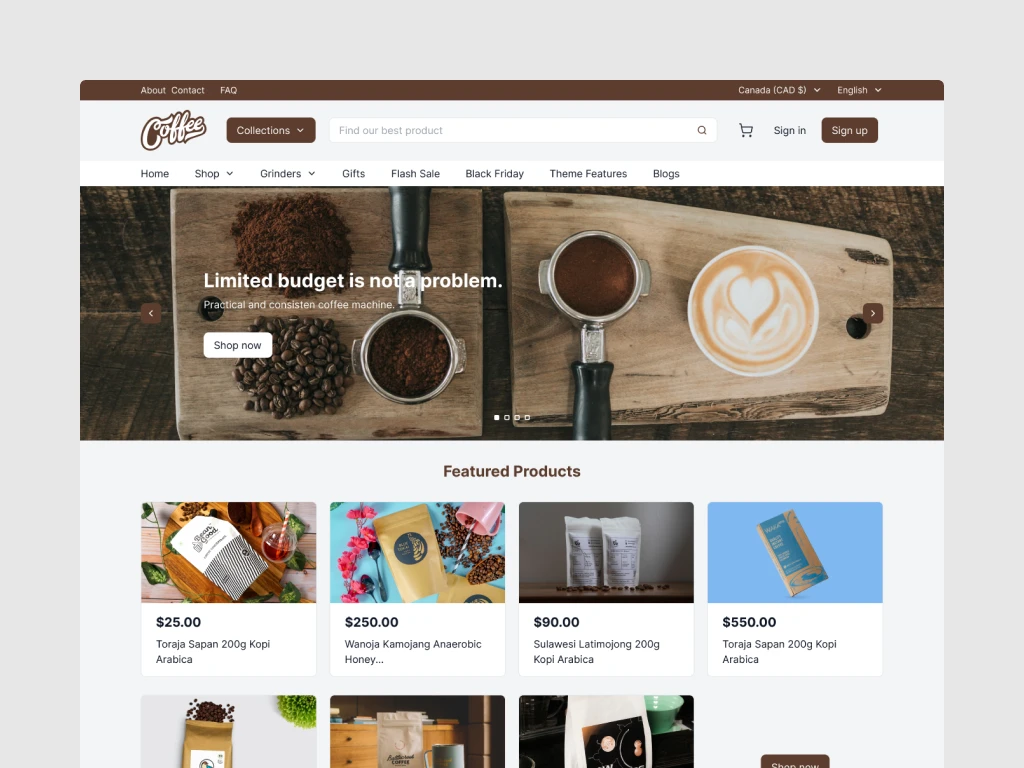 About Contact FAQ
Canada (CAD $) English
Coffee
Collections
Find our best product
Sign in
Sign up
Home Shop Grinders Gifts Flash Sale Black Friday Theme Features Blogs
Limited budget is not a problem.
Practical and consisten coffee machine.
Shop now
Featured Products
$25.00
Toraja Sapan 200g Kopi
Arabica
$250.00
Wanoja Kamojang Anaerobic
Honey...
$90.00
Sulawesi Latimojong 200g
Kopi Arabica
$550.00
Toraja Sapan 200g Kopi
Arabica
COFFEE
Shop now